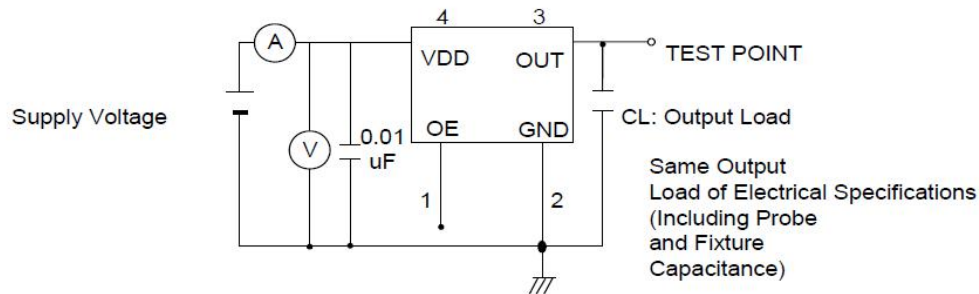 4
3
A
VDD
OUT
TEST POINT
Supply Voltage
V
0.01
uF
OE
GND
CL: Output Load
1
2
Same Output
Load of Electrical Specifications
(Including Probe
and Fixture
Capacitance)